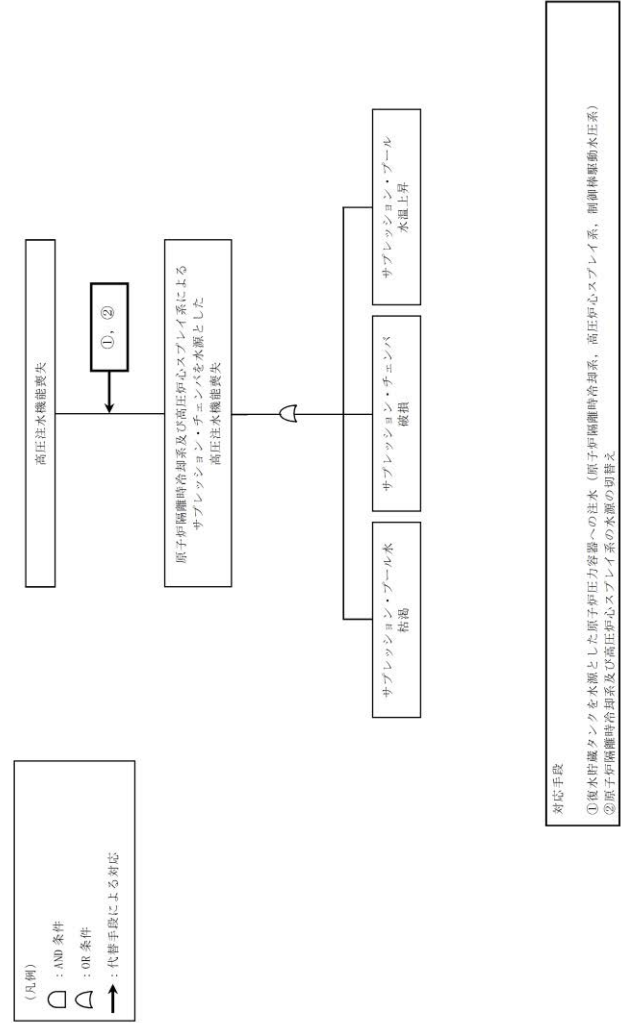 (凡例)
：AND 条件
：OR 条件
：代替手段による対応
高圧注水機能喪失
①，②
原子炉隔離時冷却系及び高圧炉心スプレイ系による
サプレッション・チェンバを水源とした
高圧注水機能喪失
サプレッション・プール水
枯渇
サプレッション・チェンバ
破損
サプレッション・プール
水温上昇
対応手段
①復水貯蔵タンクを水源とした原子炉圧力容器への注水（原子炉隔離時冷却系，高圧炉心スプレイ系，制御棒駆動水圧系）
②原子炉隔離時冷却系及び高圧炉心スプレイ系の水源の切替え